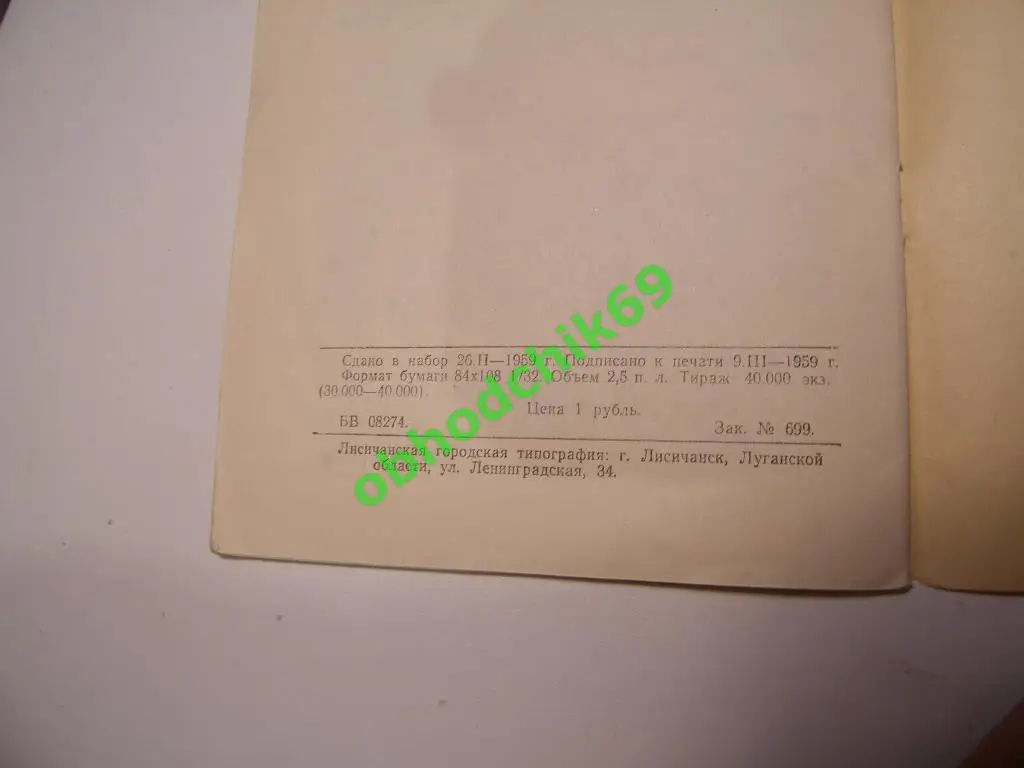 Сдано в набор 26.II—1959 г. Подписано к печати 9.III—1959 г.
Формат бумаги 84х108 1/32. Объем 2,5 п. л. Тираж 40.000 экз.
(30.000—40.000).
Цена 1 рубль.
БВ 08274.
Зак. № 699.
Лисичанская городская типография: г. Лисичанск, Луганской
области, ул. Ленинградская, 34.
obhodchik69